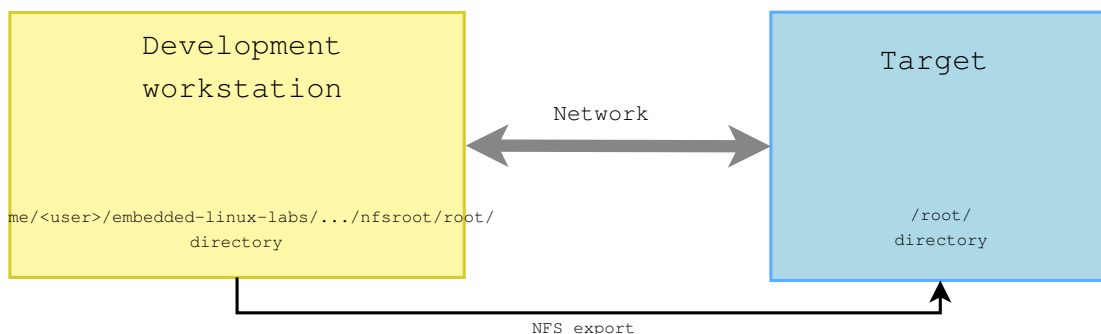 Development
workstation
Target
Network
me/<user>/embedded-linux-labs/.../nfsroot/root/
directory
/root/
directory
NFS export